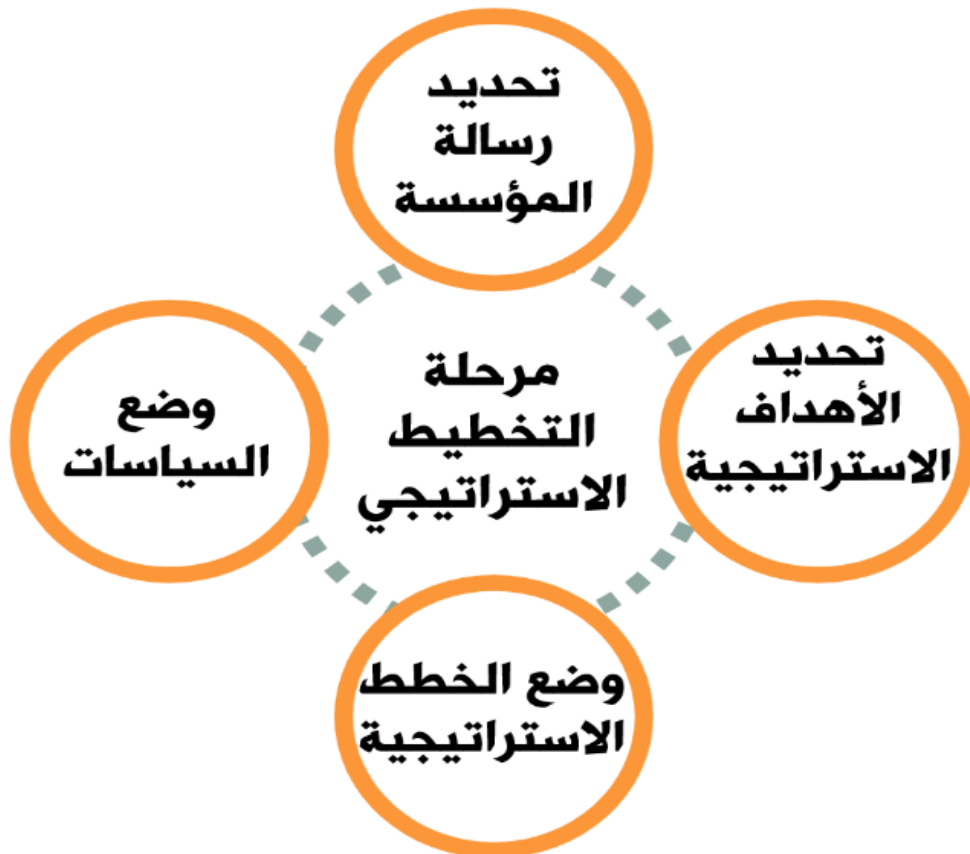 تحديد
رسالة
المؤسسة
تحديد
الأهداف
الاستراتيجية
مرحلة
التخطيط
الاستراتيجي
وضع
السياسات
وضع الخطط
الاستراتيجية